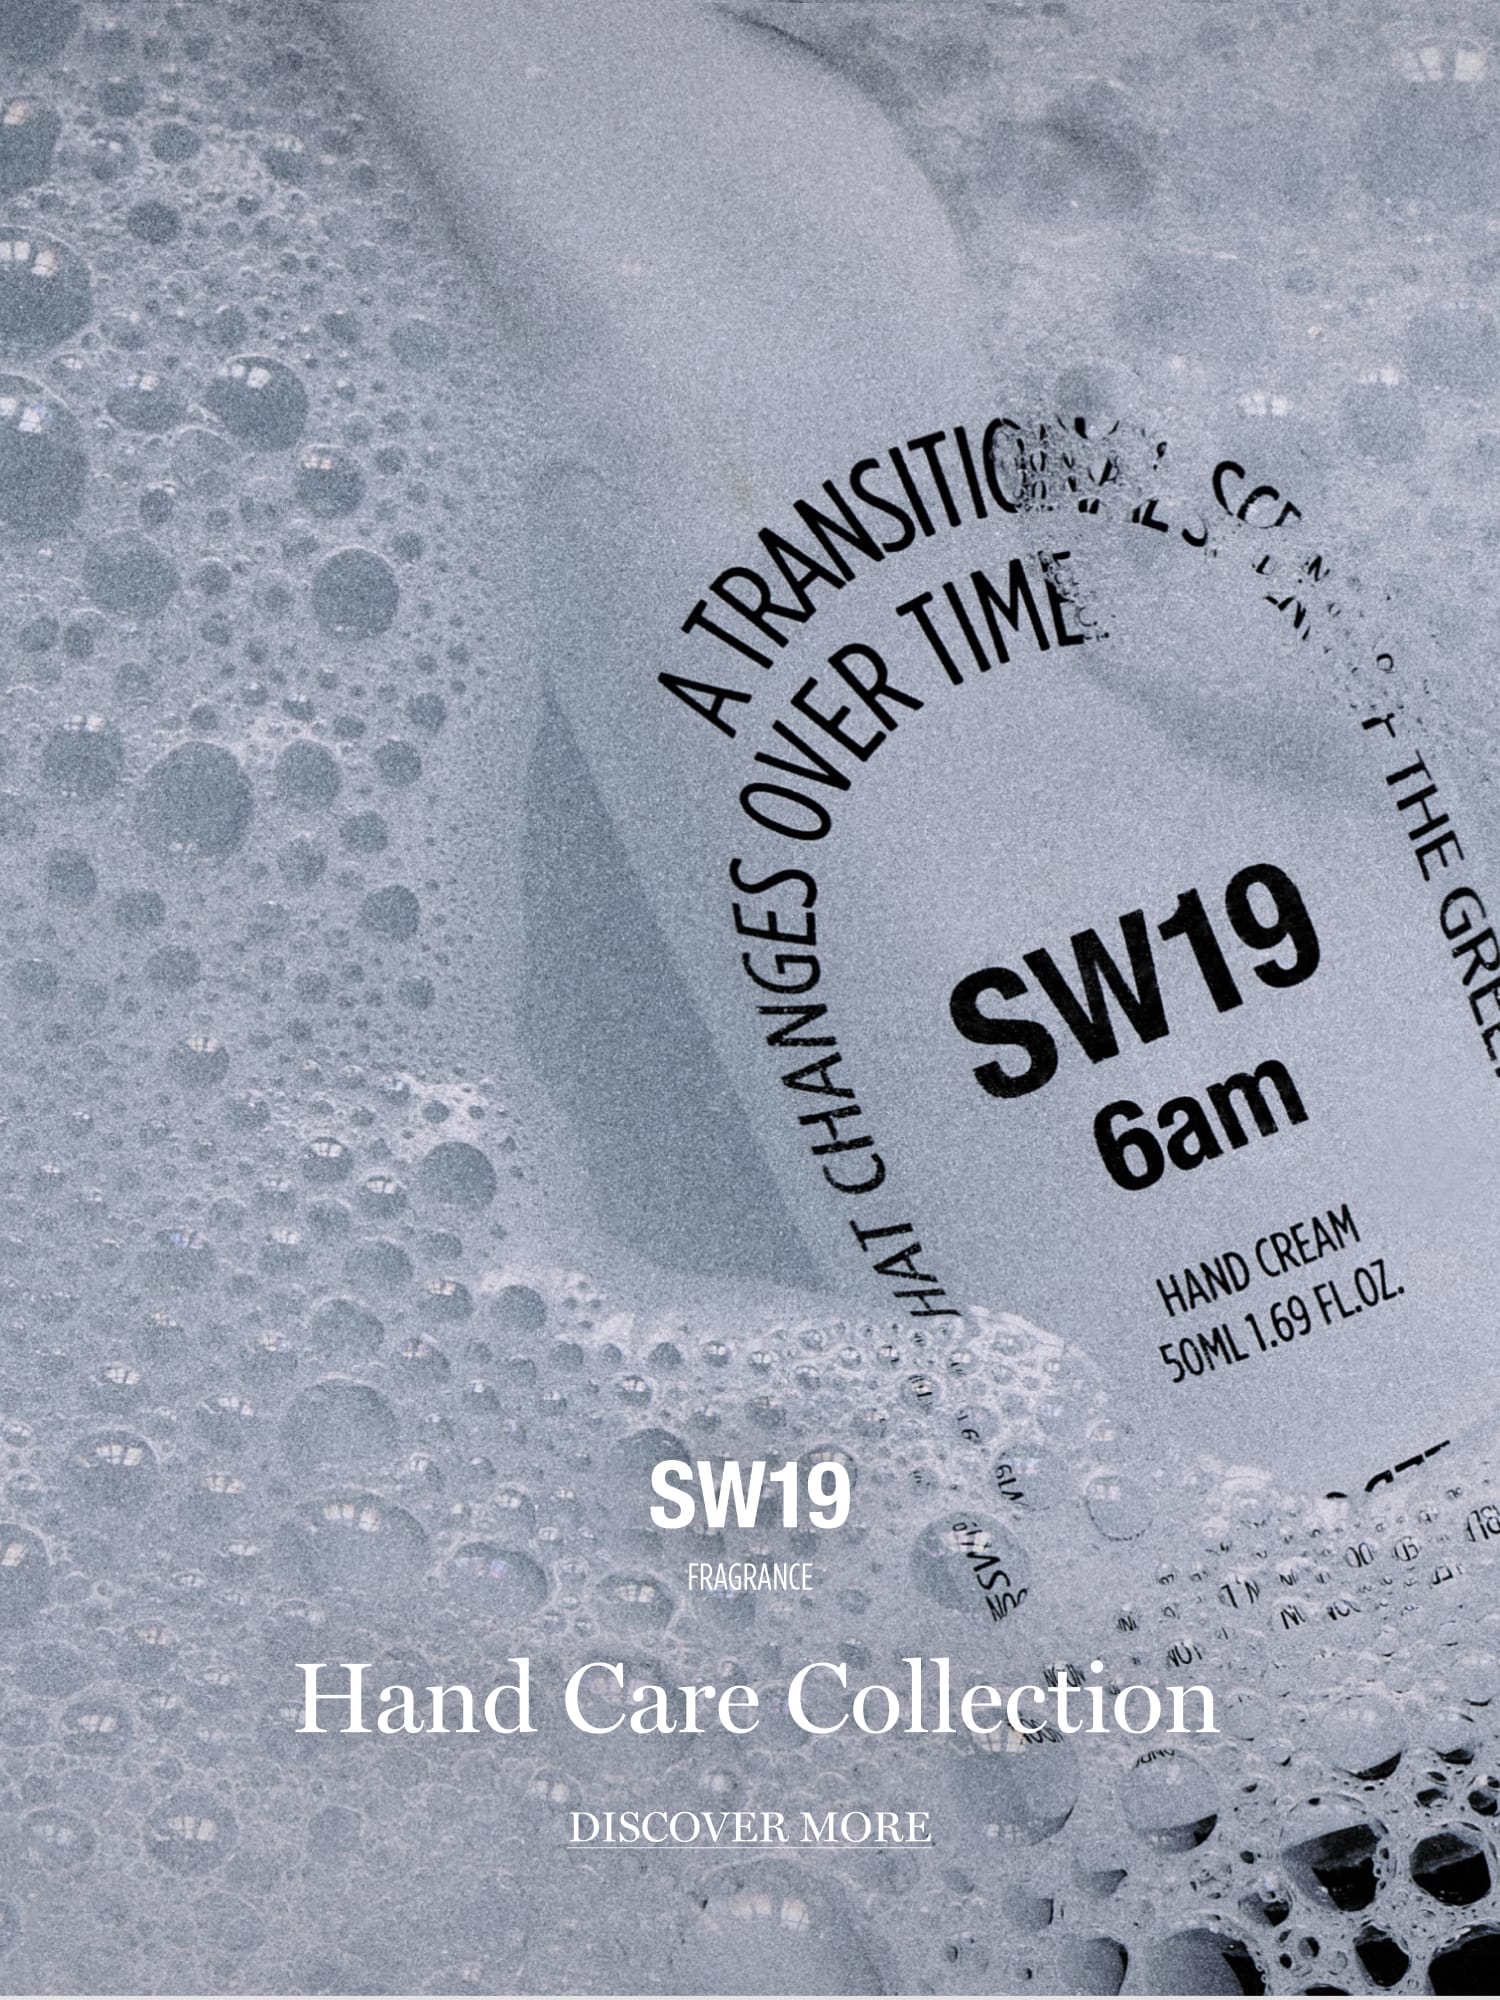 A TRANSITIO
OVER TIME
HAT CHANGES
THE GREE
SW19
6am
HAND CREAM
50ML 1.69 FL.OZ.
SW19
FRAGRANCE
Hand Care Collection
DISCOVER MORE